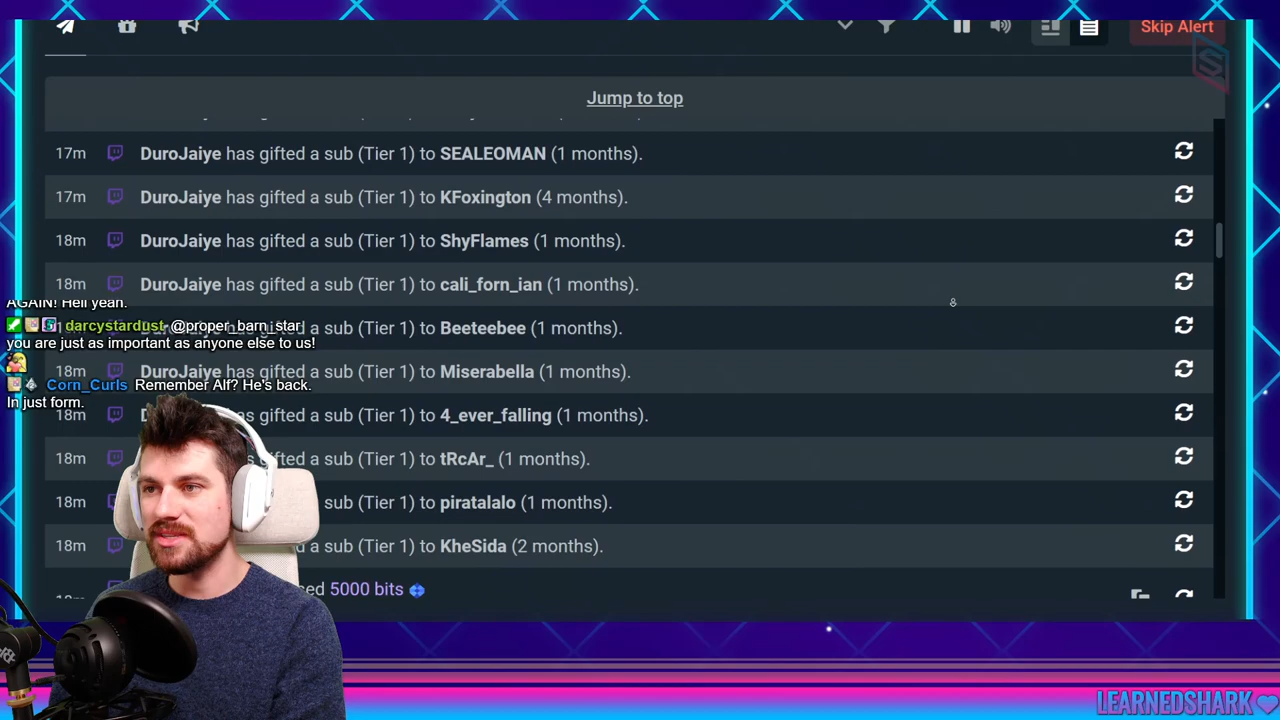 Skip Alert
Jump to top
17m DuroJaiye has gifted a sub (Tier 1) to SEALEOMAN (1 months).
17m DuroJaiye has gifted a sub (Tier 1) to KFoxington (4 months).
18m DuroJaiye has gifted a sub (Tier 1) to ShyFlames (1 months).
18m DuroJaiye has gifted a sub (Tier 1) to cali_forn_ian (1 months).
AGAIN! Hell yeah.
darcystardust @proper_barn_star
has gifted a sub (Tier 1) to Beeteebee (1 months).
you are just as important as anyone else to us!
18m DuroJaiye has gifted a sub (Tier 1) to Miserabella (1 months).
Corn_Curls Remember Alf? He's back.
In just form.
18m has gifted a sub (Tier 1) to 4_ever_falling (1 months).
18m gifted a sub (Tier 1) to tRcAr_ (1 months).
18m sub (Tier 1) to piratalalo (1 months).
18m a sub (Tier 1) to KheSida (2 months).
18m 5000 bits
LEARNEDSHARK